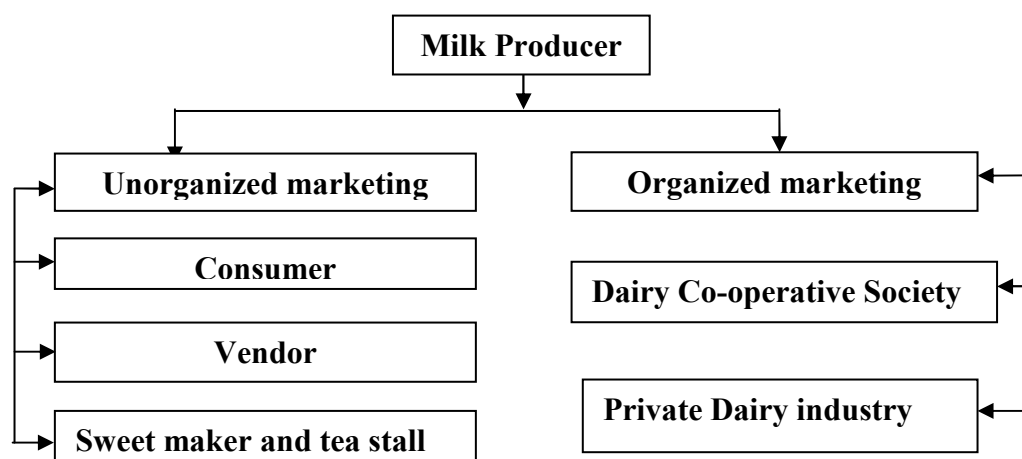 Milk Producer
Unorganized marketing
Organized marketing
Consumer
Dairy Co-operative Society
Vendor
Private Dairy industry
Sweet maker and tea stall